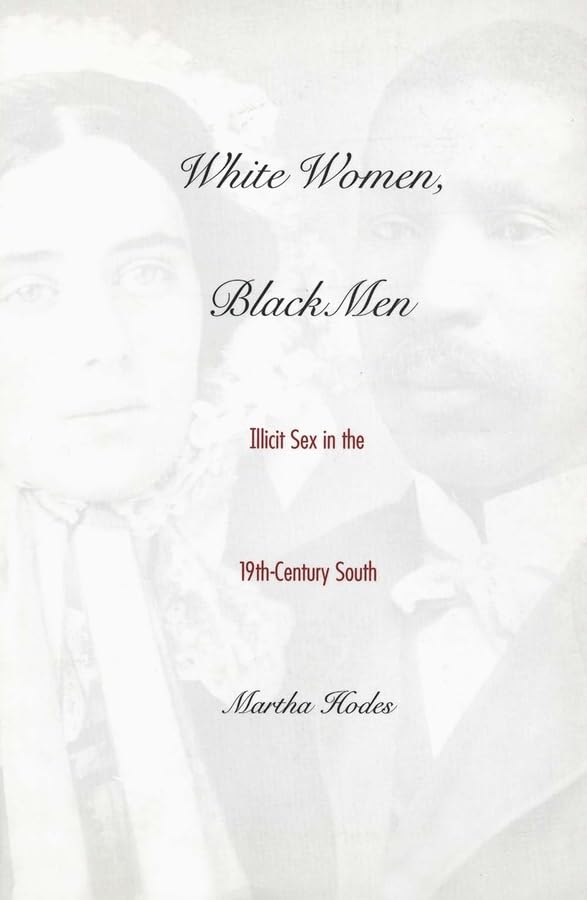 White Women,
Black Men
Illicit Sex in the
19th-Century South
Martha Hodes